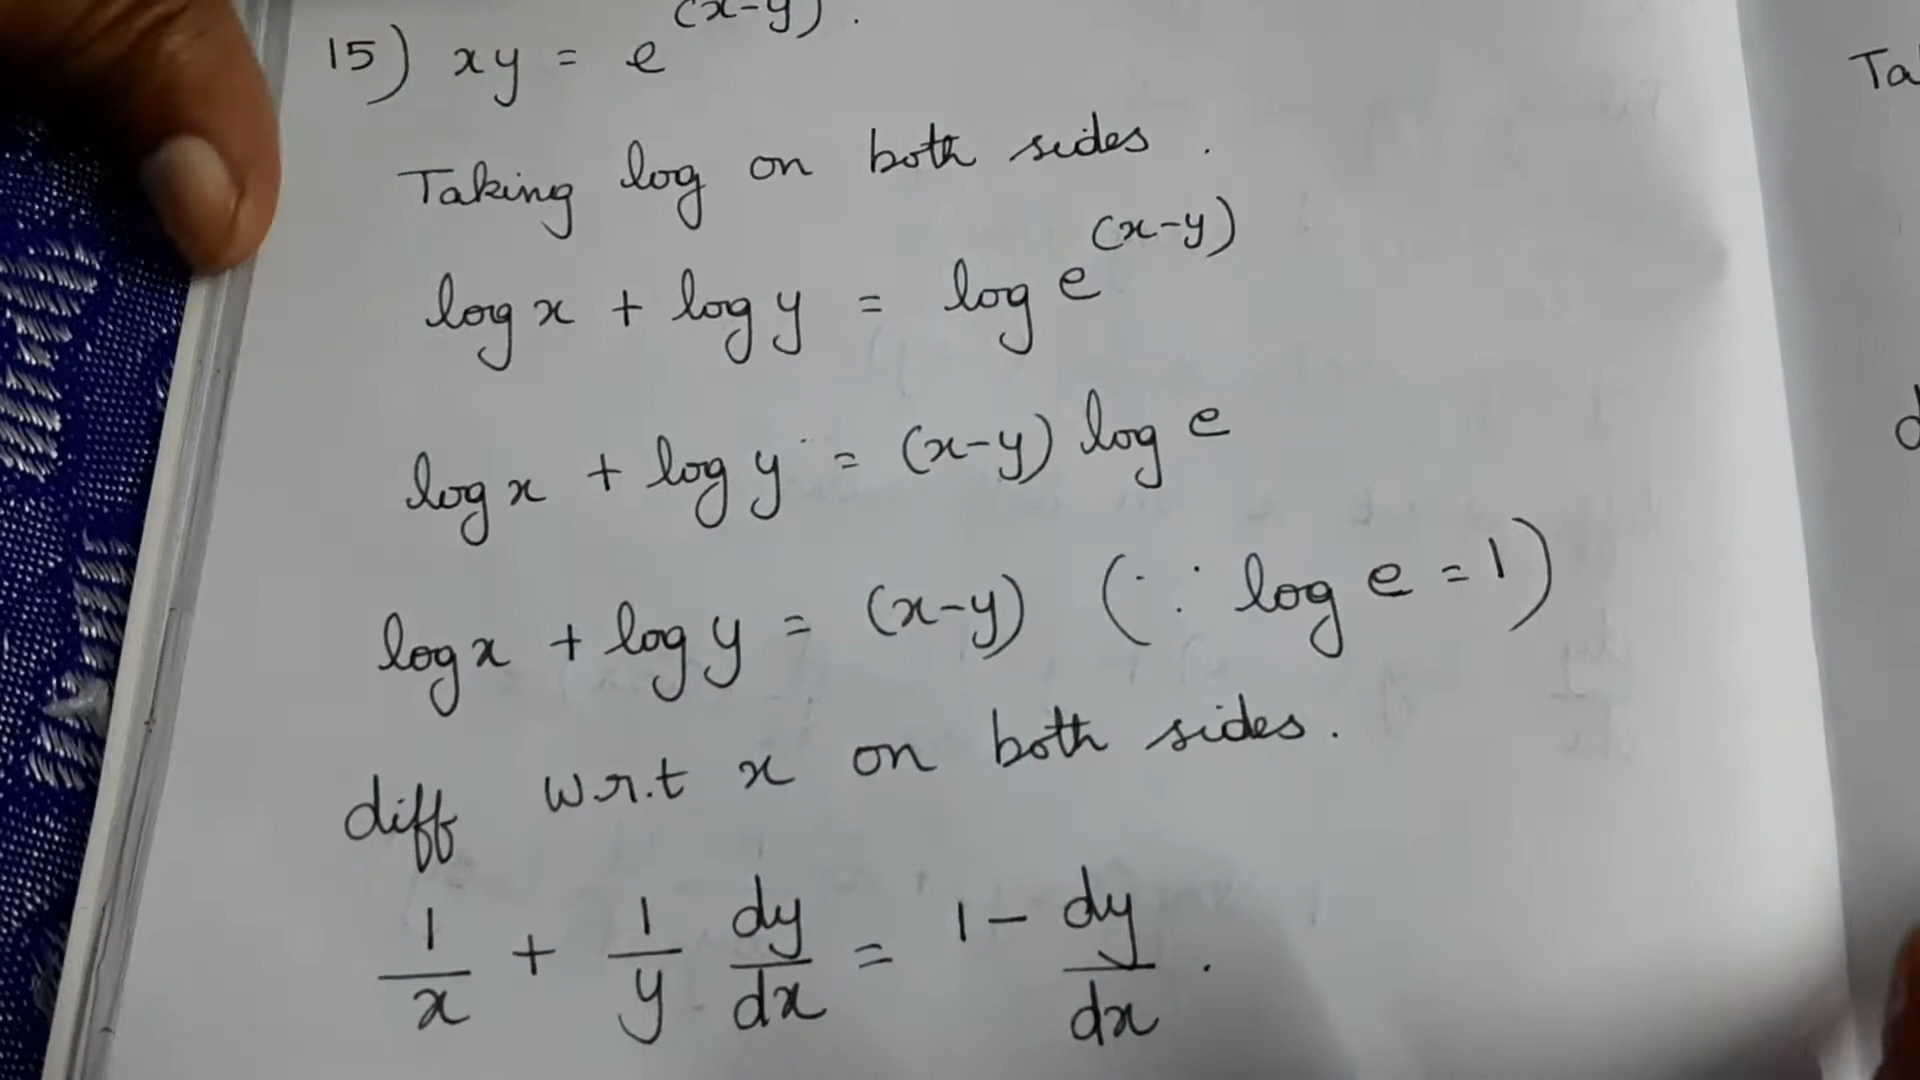 15) xy = e^(x-y).
Taking log on both sides.
log x + log y = log e^(x-y)
log x + log y = (x-y) log e
log x + log y = (x-y) (∵ log e = 1)
diff w.r.t x on both sides.
1/x + 1/y dy/dx = 1 - dy/dx.